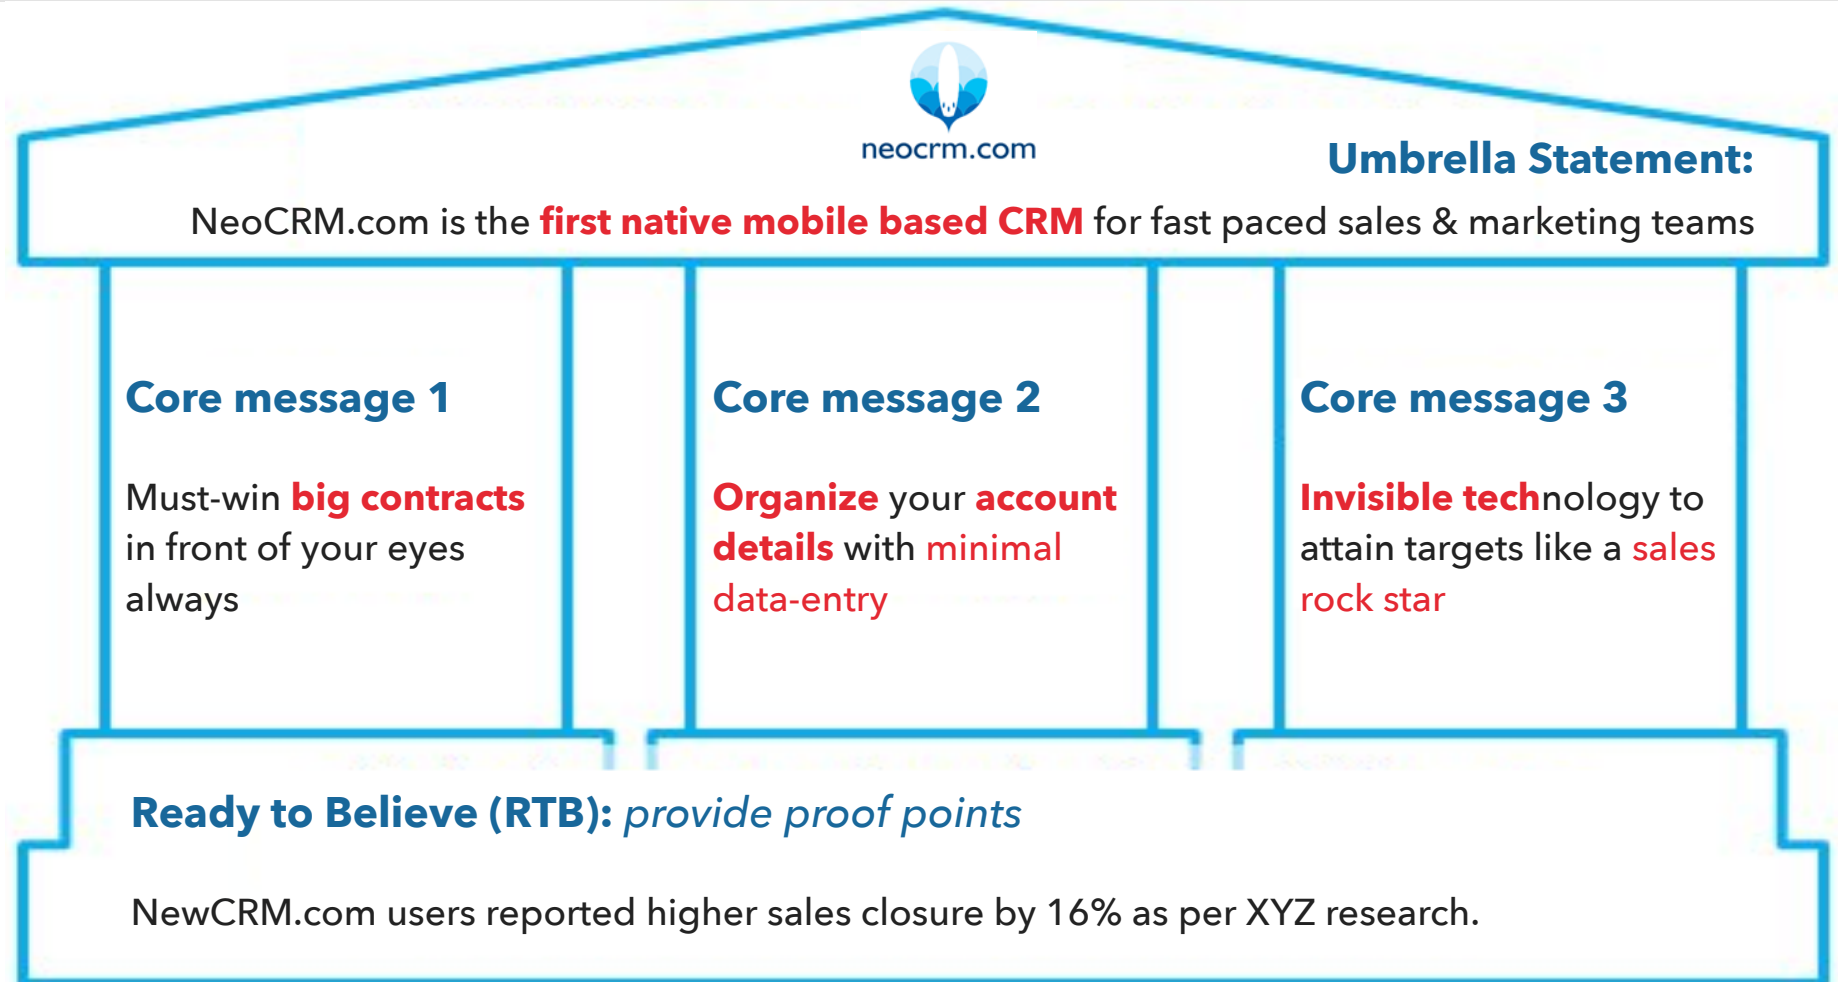 neocrm.com
Umbrella Statement:
NeoCRM.com is the first native mobile based CRM for fast paced sales & marketing teams
Core message 1
Must-win big contracts
in front of your eyes
always
Core message 2
Organize your account
details with minimal
data-entry
Core message 3
Invisible technology to
attain targets like a sales
rock star
Ready to Believe (RTB): provide proof points
NewCRM.com users reported higher sales closure by 16% as per XYZ research.